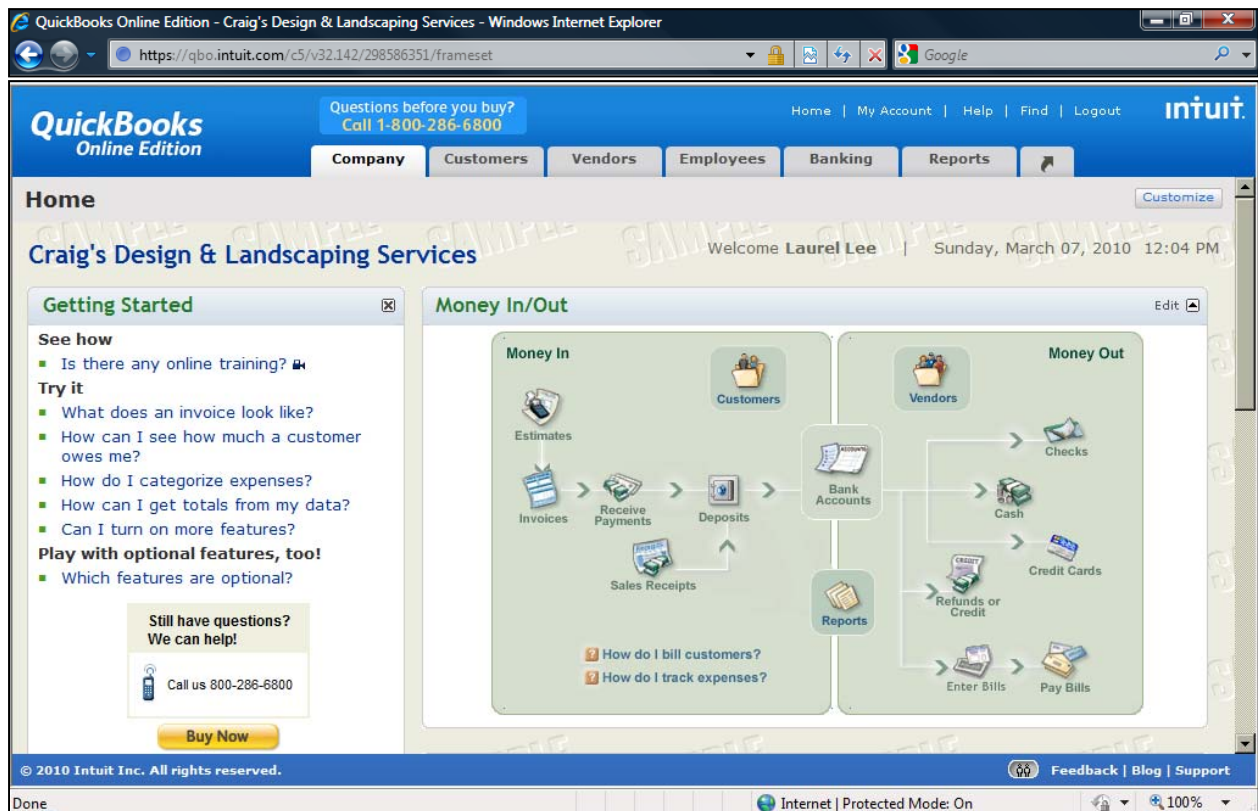 QuickBooks Online Edition - Craig's Design & Landscaping Services - Windows Internet Explorer
https://qbo.intuit.com/c5/v32.142/298586351/frameset
Google
QuickBooks
Online Edition
Questions before you buy?
Call 1-800-286-6800
Home | My Account | Help | Find | Logout
intuit.
Company
Customers
Vendors
Employees
Banking
Reports
Home
Customize
Craig's Design & Landscaping Services
SAMPLE SAMPLE SAMPLE SAMPLE
Welcome Laurel Lee | Sunday, March 07, 2010 12:04 PM
Getting Started
See how
Is there any online training?
Try it
What does an invoice look like?
How can I see how much a customer
owes me?
How do I categorize expenses?
How can I get totals from my data?
Can I turn on more features?
Play with optional features, too!
Which features are optional?
Still have questions?
We can help!
Call us 800-286-6800
Buy Now
Money In/Out
Edit
Money In
Money Out
Customers
Vendors
Estimates
Checks
Bank
Accounts
Invoices
Receive
Payments
Deposits
Cash
Credit Cards
Sales Receipts
Refunds or
Credit
Reports
How do I bill customers?
How do I track expenses?
Enter Bills
Pay Bills
© 2010 Intuit Inc. All rights reserved.
Feedback | Blog | Support
Done
Internet | Protected Mode: On
100%